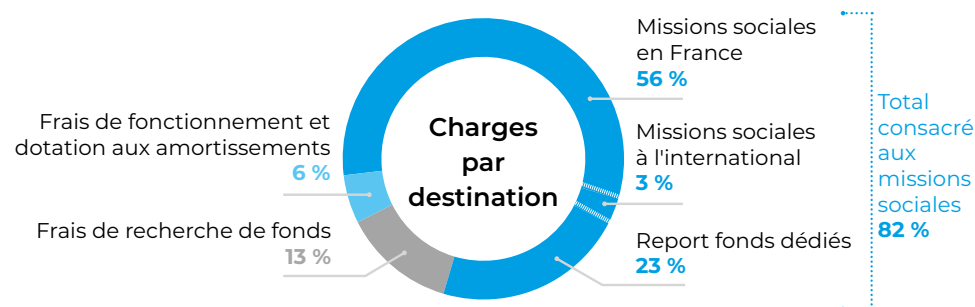 Missions sociales
en France
56 %
Missions sociales
à l'international
3 %
Report fonds dédiés
23 %
Total
consacré
aux
missions
sociales
82 %
Frais de fonctionnement et
dotation aux amortissements
6 %
Frais de recherche de fonds
13 %
Charges
par
destination